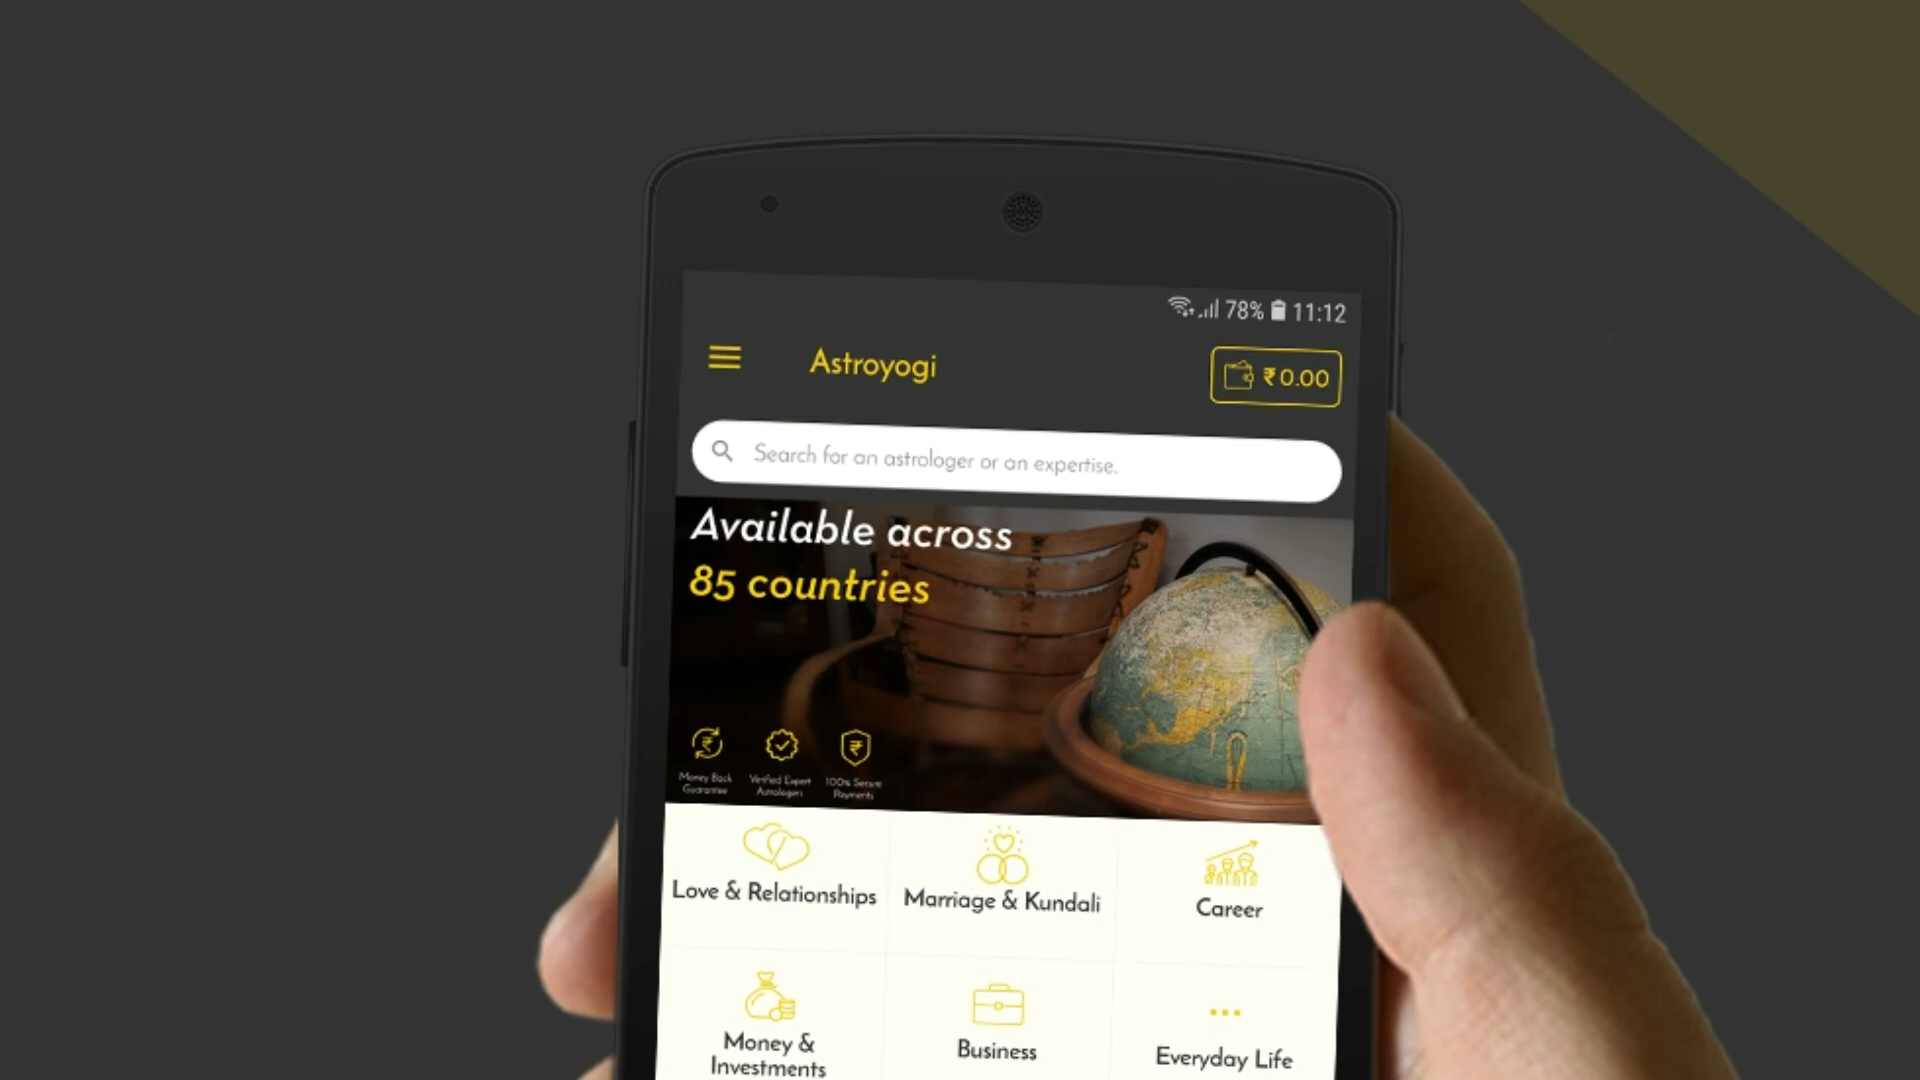 78% 11:12
Astroyogi
₹0.00
Search for an astrologer or an expertise.
Available across
85 countries
Money Back
Guarantee
Verified Expert
Astrologers
100% Secure
Payments
Love & Relationships
Marriage & Kundali
Career
Money &
Investments
Business
Everyday Life